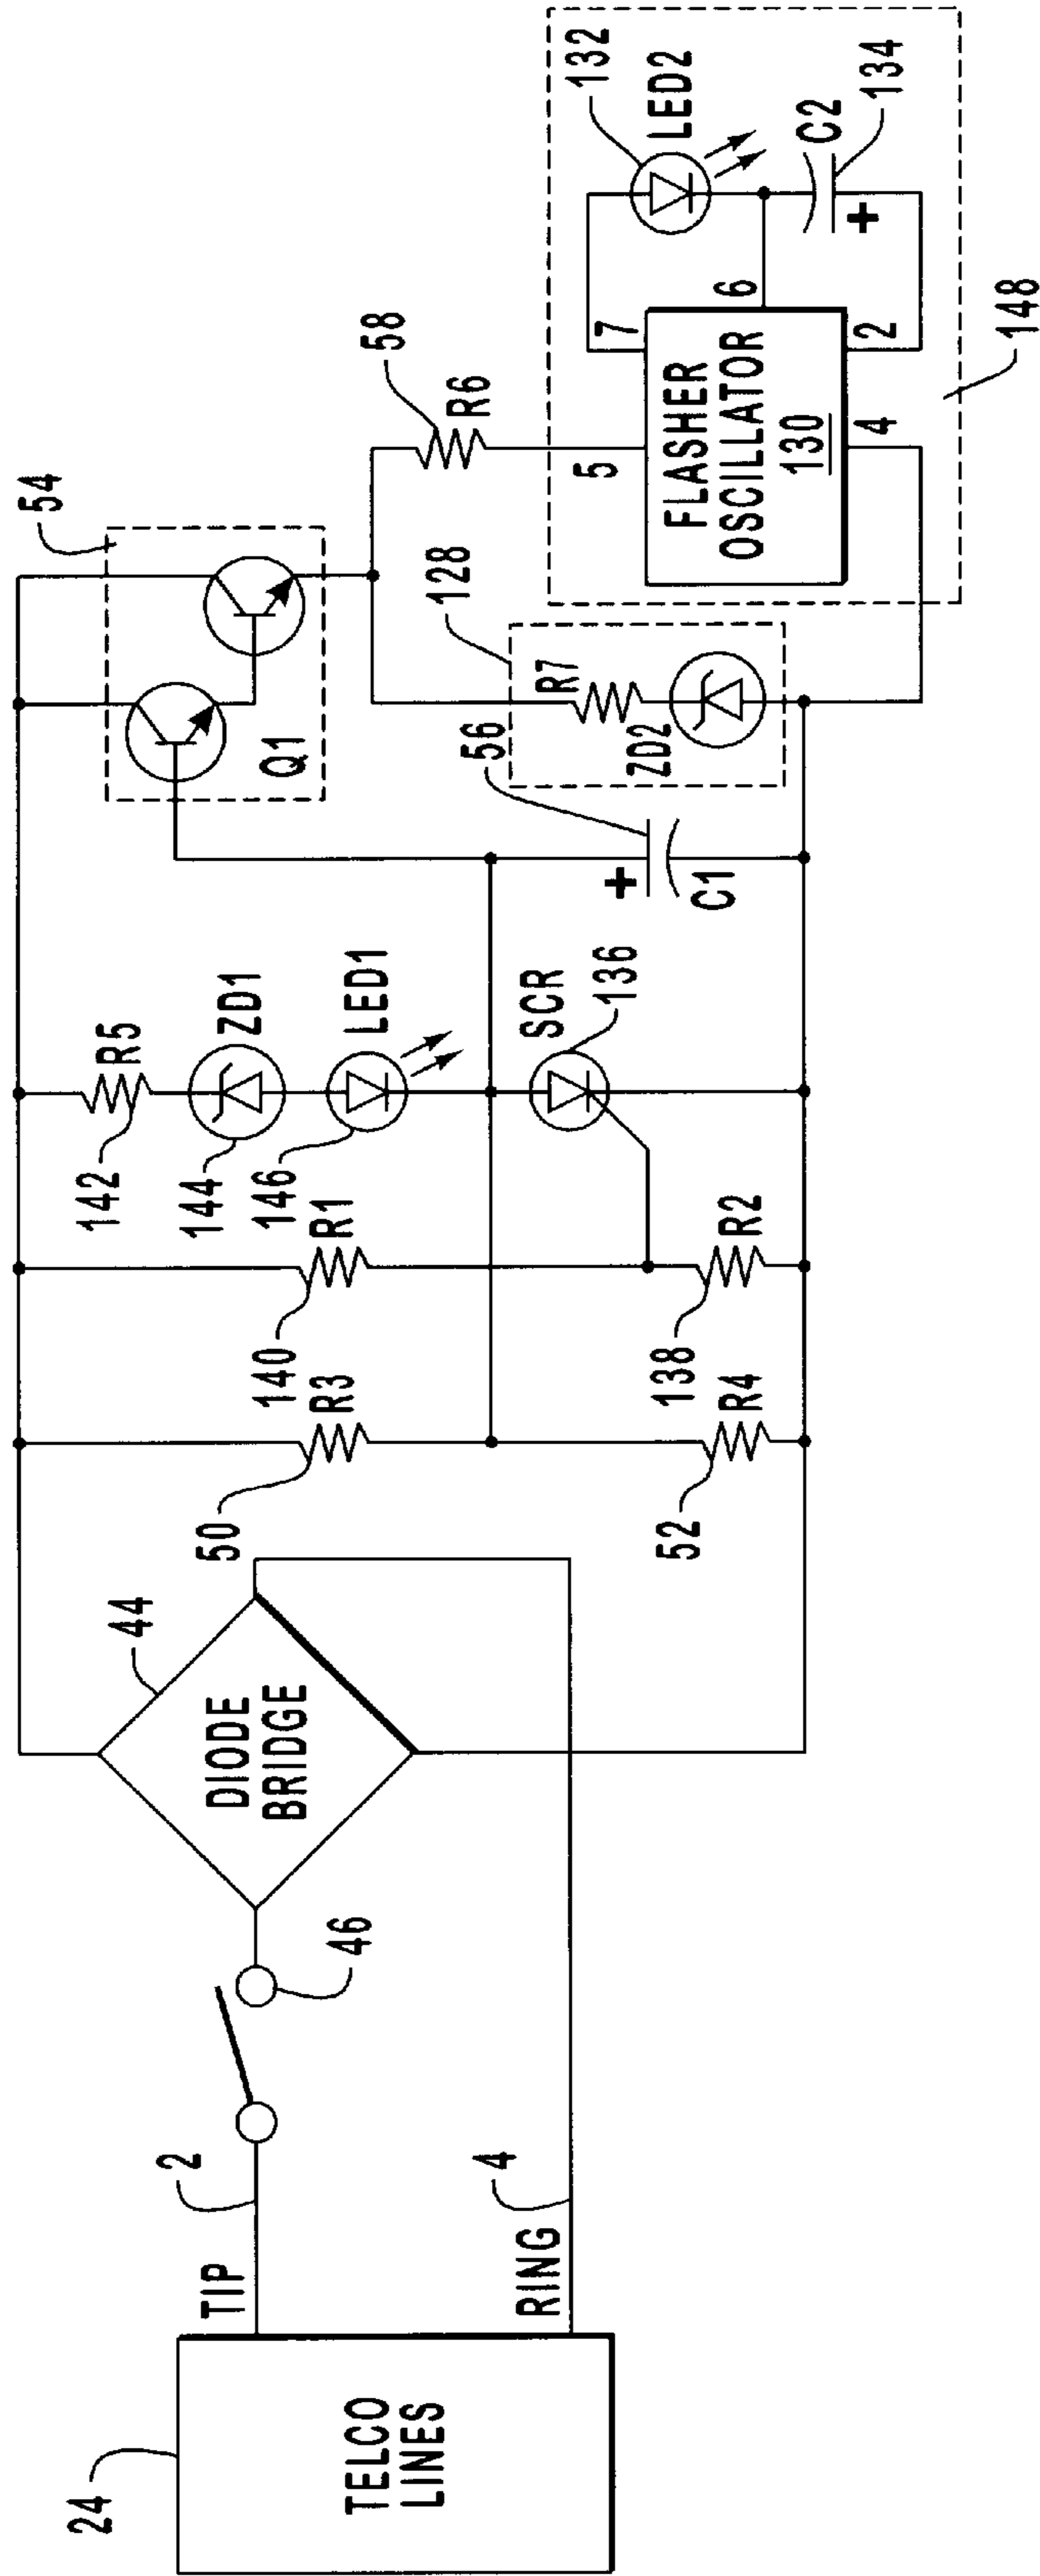 24
TELCO
LINES
TIP
2
RING
4
46
44
DIODE
BRIDGE
50
R3
52
R4
140
R1
138
R2
142
R5
144
ZD1
146
LED1
SCR
136
56
C1
+
54
Q1
128
R7
ZD2
58
R6
5
7
6
FLASHER
OSCILLATOR
130
4
2
132
LED2
C2
134
+
148